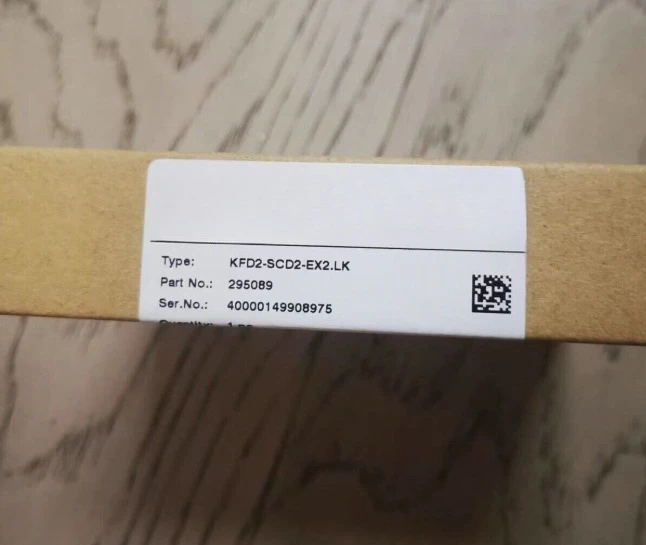 Type: KFD2-SCD2-EX2.LK
Part No.: 295089
Ser.No.: 40000149908975